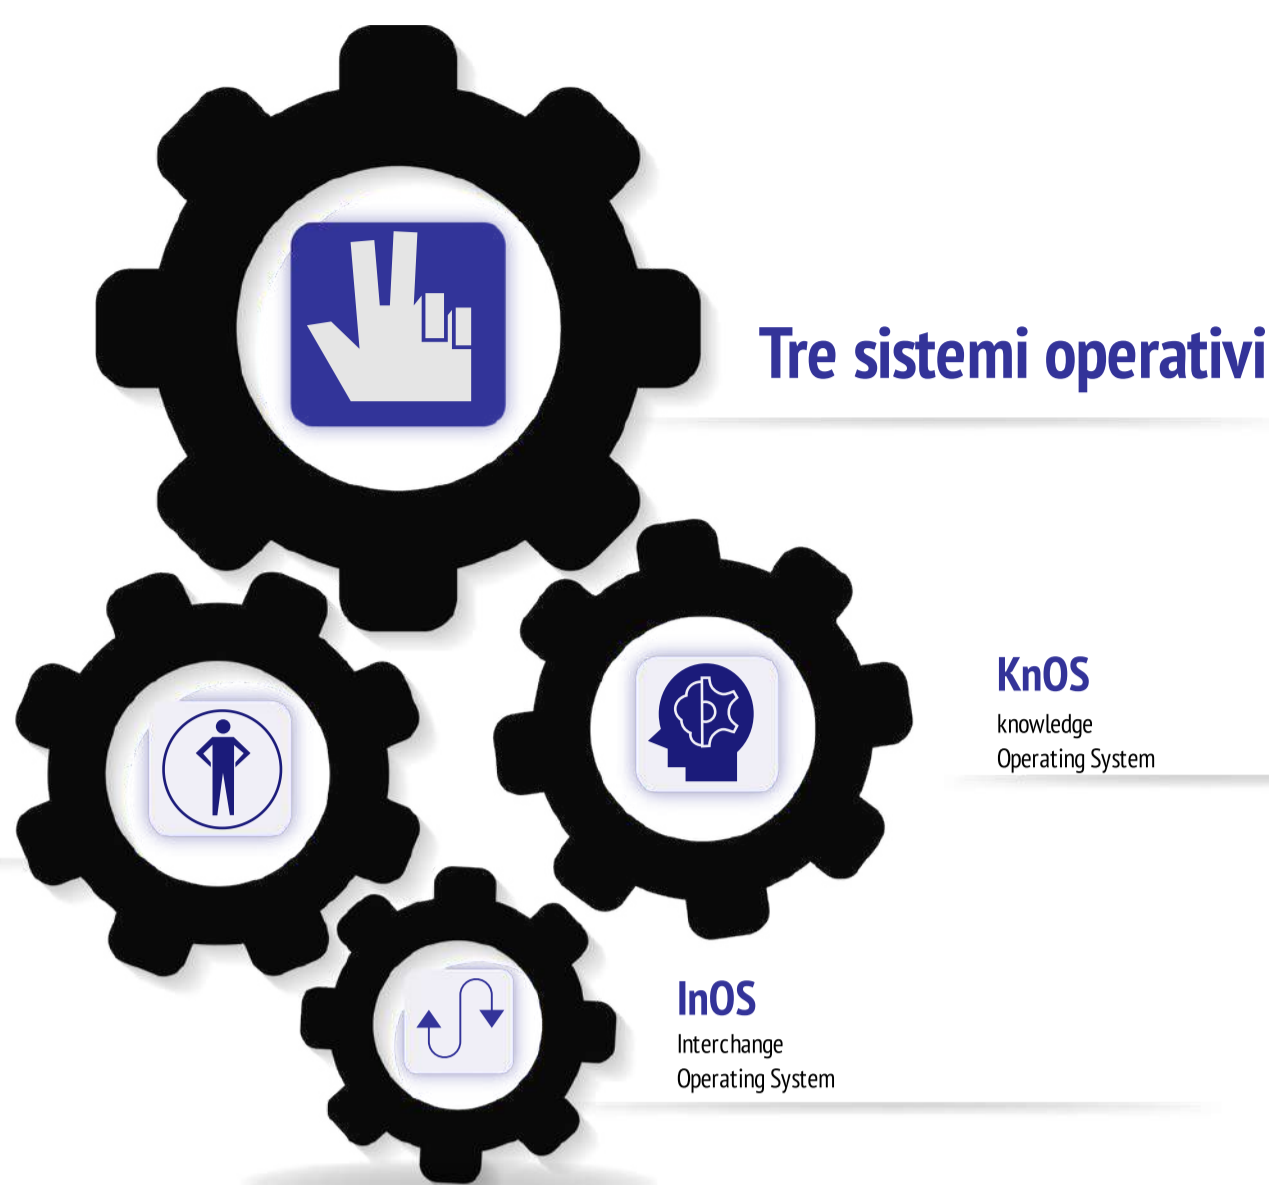 Tre sistemi operativi
KnOS
knowledge
Operating System
InOS
Interchange
Operating System